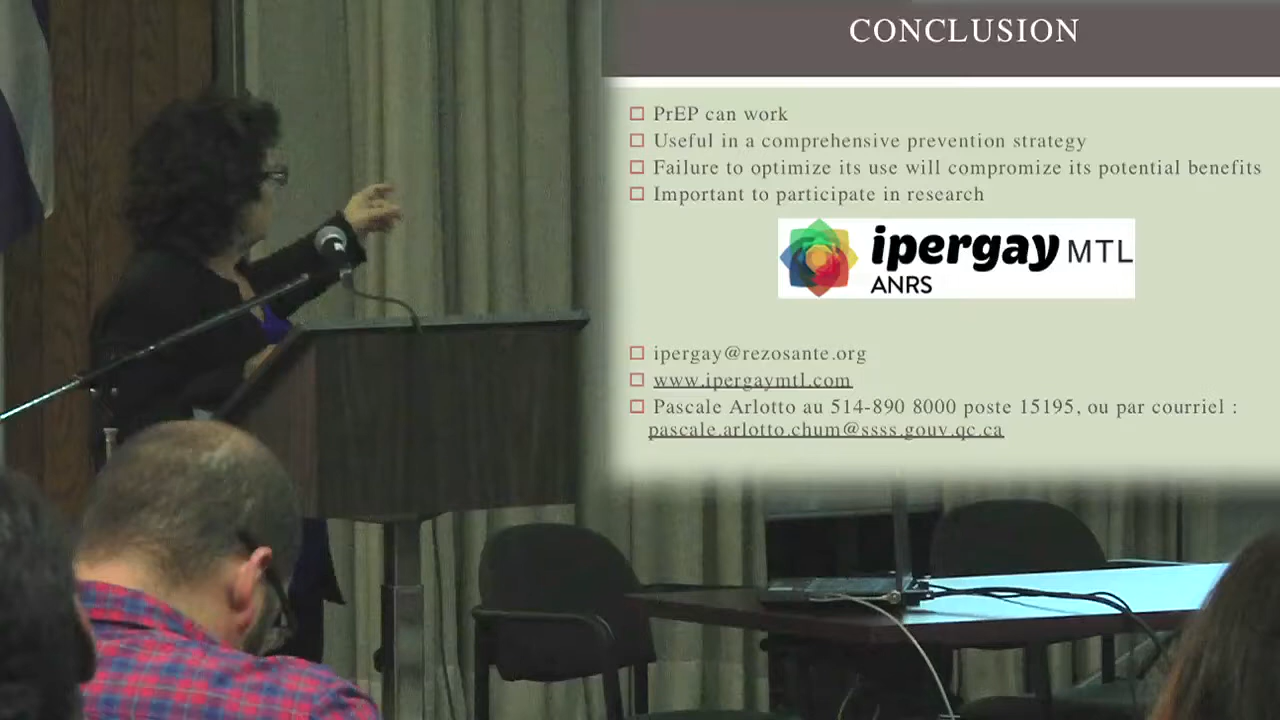 CONCLUSION
PrEP can work
Useful in a comprehensive prevention strategy
Failure to optimize its use will compromize its potential benefits
Important to participate in research
ipergay MTL
ANRS
ipergay@rezosante.org
www.ipergaymtl.com
Pascale Arlotto au 514-890 8000 poste 15195, ou par courriel :
pascale.arlotto.chum@ssss.gouv.qc.ca